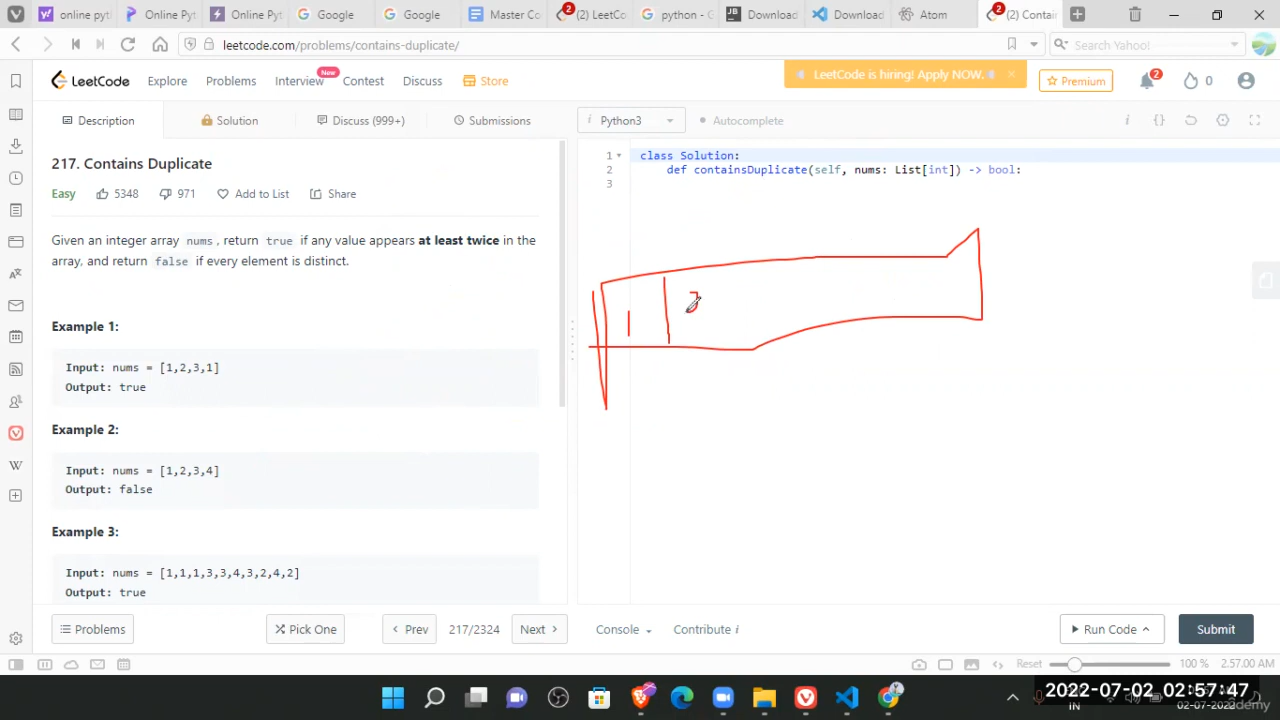 online pyt
Online Pyt
Online Pyt
Google
Google
Master Co
(2) LeetCo
python - G
Download
Download
Atom
(2) Contain
leetcode.com/problems/contains-duplicate/
Search Yahoo!
LeetCode
Explore
Problems
Interview
New
Contest
Discuss
Store
LeetCode is hiring! Apply NOW.
Premium
2
0
Description
Solution
Discuss (999+)
Submissions
i Python3
Autocomplete
217. Contains Duplicate
Easy
5348
971
Add to List
Share
Given an integer array nums, return true if any value appears at least twice in the
array, and return false if every element is distinct.
Example 1:
Input: nums = [1,2,3,1]
Output: true
Example 2:
Input: nums = [1,2,3,4]
Output: false
Example 3:
Input: nums = [1,1,1,3,3,4,3,2,4,2]
Output: true
1 class Solution:
2 def containsDuplicate(self, nums: List[int]) -> bool:
3
1
Problems
Pick One
Prev
217/2324
Next
Console
Contribute i
Run Code
Submit
Reset
100 %
2:57:00 AM
2022-07-02 02:57:47
IN
02-07-2022